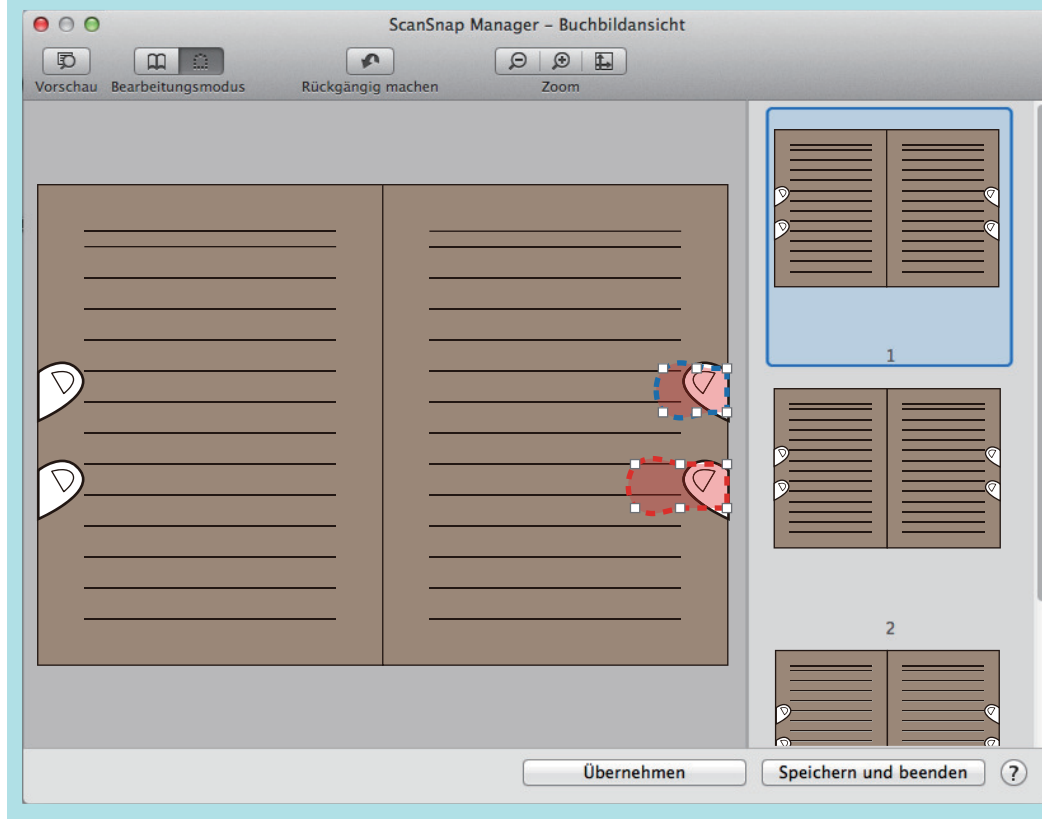 ScanSnap Manager – Buchbildansicht
Vorschau Bearbeitungsmodus Rückgängig machen Zoom
1
2
Übernehmen Speichern und beenden ?